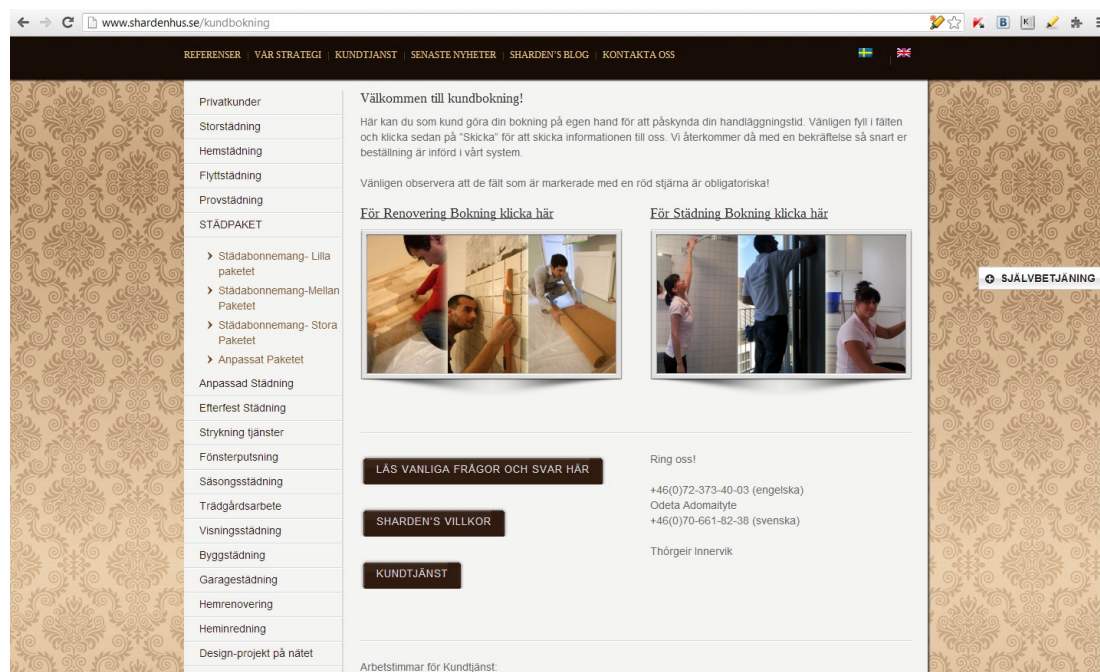 www.shardenhus.se/kundbokning
REFERENSER | VÅR STRATEGI | KUNDTJANST | SENASTE NYHETER | SHARDEN'S BLOG | KONTAKTA OSS
Privatkunder
Storstädning
Hemstädning
Flyttstädning
Provstädning
STÄDPAKET
Städabonnemang- Lilla
paketet
Städabonnemang-Mellan
Paketet
Städabonnemang- Stora
Paketet
Anpassat Paketet
Anpassad Städning
Efterfest Städning
Strykning tjänster
Fönsterputsning
Säsongsstädning
Trädgårdsarbete
Visningsstädning
Byggstädning
Garagestädning
Hemrenovering
Heminredning
Design-projekt på nätet
Välkommen till kundbokning!
Här kan du som kund göra din bokning på egen hand för att påskynda din handläggningstid. Vänligen fyll i fälten
och klicka sedan på "Skicka" för att skicka informationen till oss. Vi återkommer då med en bekräftelse så snart er
beställning är införd i vårt system.
Vänligen observera att de fält som är markerade med en röd stjärna är obligatoriska!
För Renovering Bokning klicka här
För Städning Bokning klicka här
SJÄLVBETJÄNING
LÄS VANLIGA FRÅGOR OCH SVAR HÄR
SHARDEN'S VILLKOR
KUNDTJÄNST
Ring oss!
+46(0)72-373-40-03 (engelska)
Odeta Adomaityte
+46(0)70-661-82-38 (svenska)
Thórgeir Innervik
Arbetstimmar för Kundtjänst: